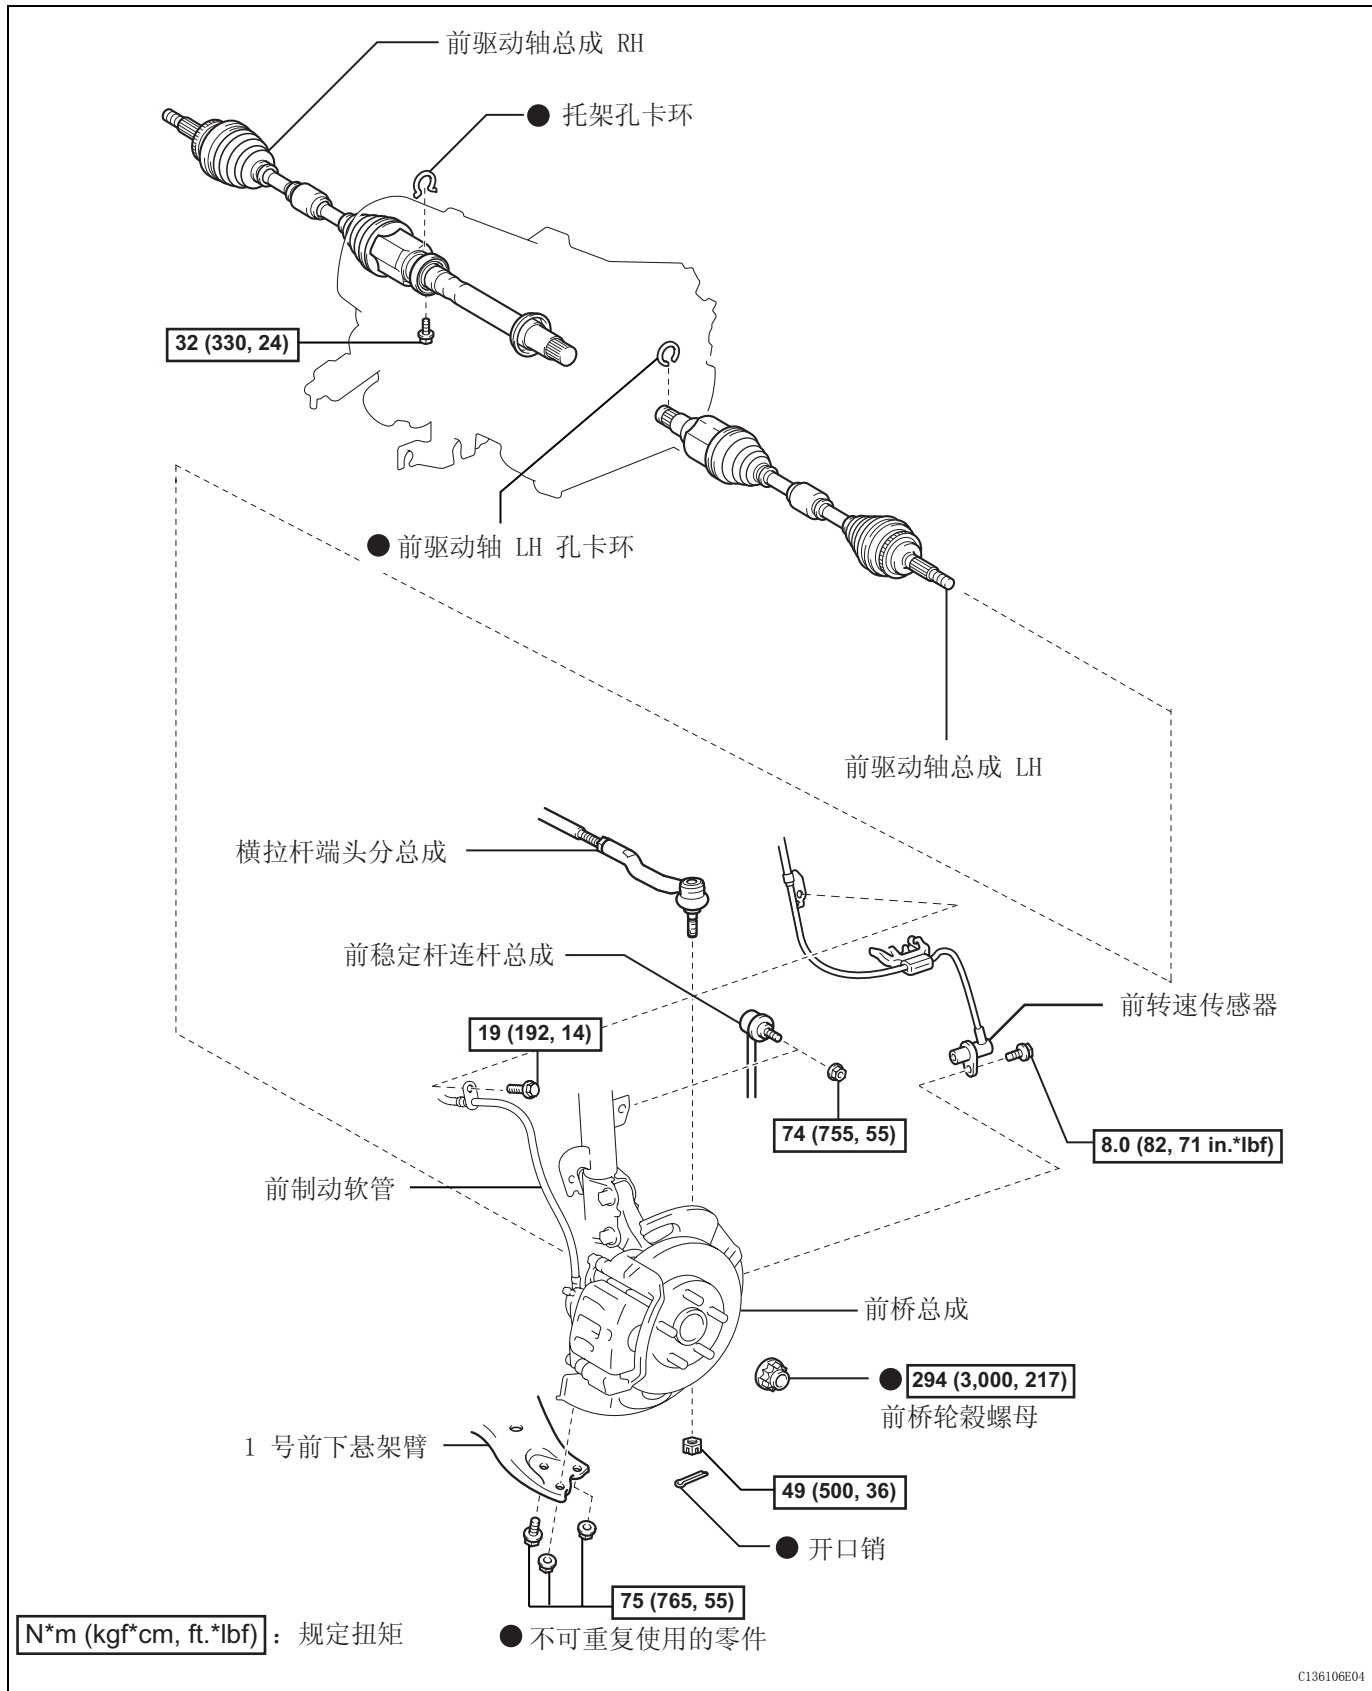 前驱动轴总成 RH
● 托架孔卡环
32 (330, 24)
● 前驱动轴 LH 孔卡环
前驱动轴总成 LH
横拉杆端头分总成
前稳定杆连杆总成
前转速传感器
19 (192, 14)
74 (755, 55)
8.0 (82, 71 in.*lbf)
前制动软管
前桥总成
● 294 (3,000, 217)
前桥轮毂螺母
1 号前下悬架臂
49 (500, 36)
● 开口销
75 (765, 55)
N*m (kgf*cm, ft.*lbf) : 规定扭矩
● 不可重复使用的零件
C136106E04